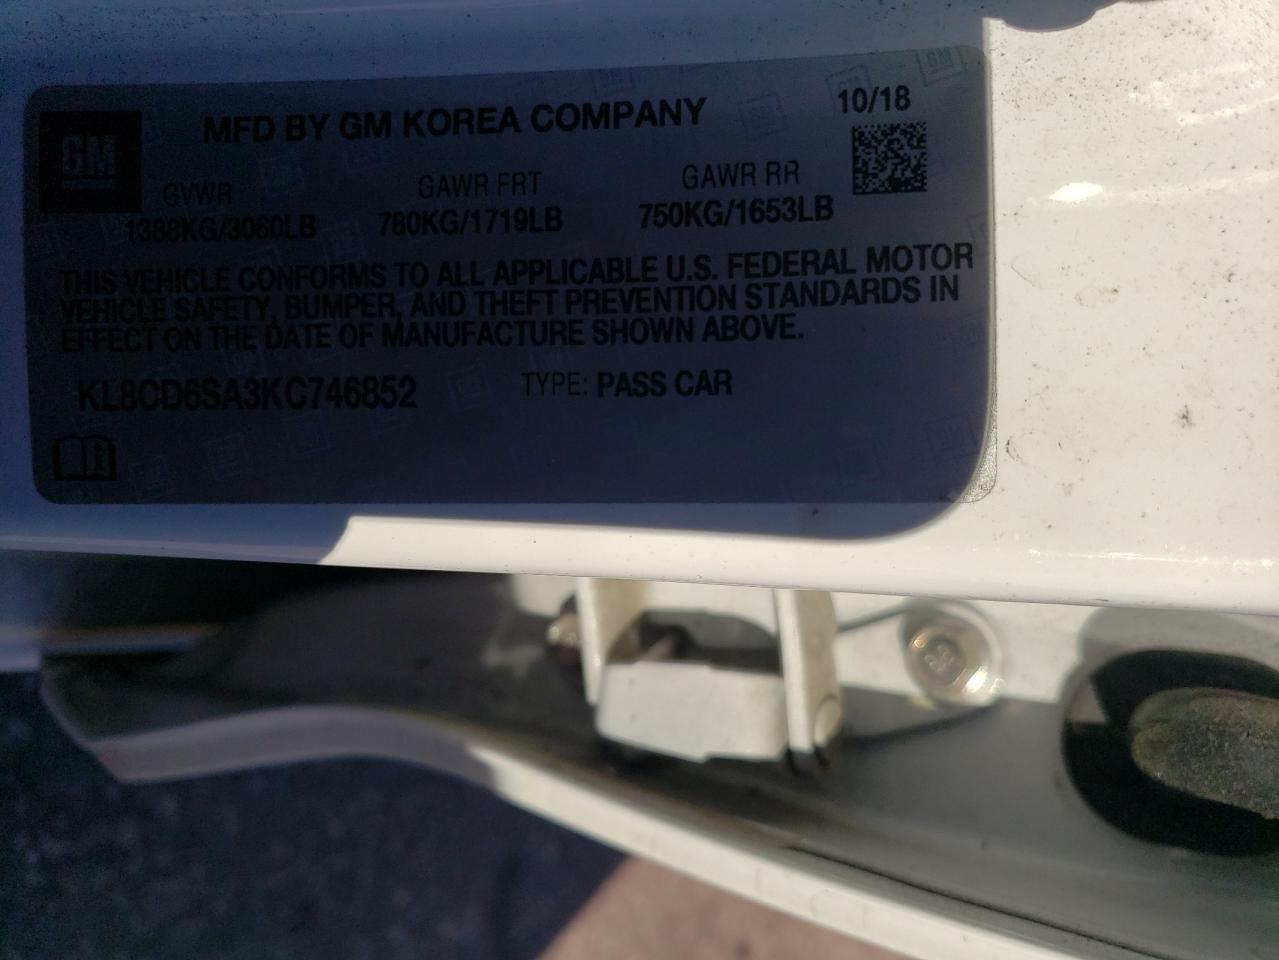 GM
MFD BY GM KOREA COMPANY
10/18
GVWR GAWR FRT GAWR RR
1388KG/3060LB 780KG/1719LB 750KG/1653LB
THIS VEHICLE CONFORMS TO ALL APPLICABLE U.S. FEDERAL MOTOR
VEHICLE SAFETY, BUMPER, AND THEFT PREVENTION STANDARDS IN
EFFECT ON THE DATE OF MANUFACTURE SHOWN ABOVE.
KL8CD6SA3KC746852 TYPE: PASS CAR